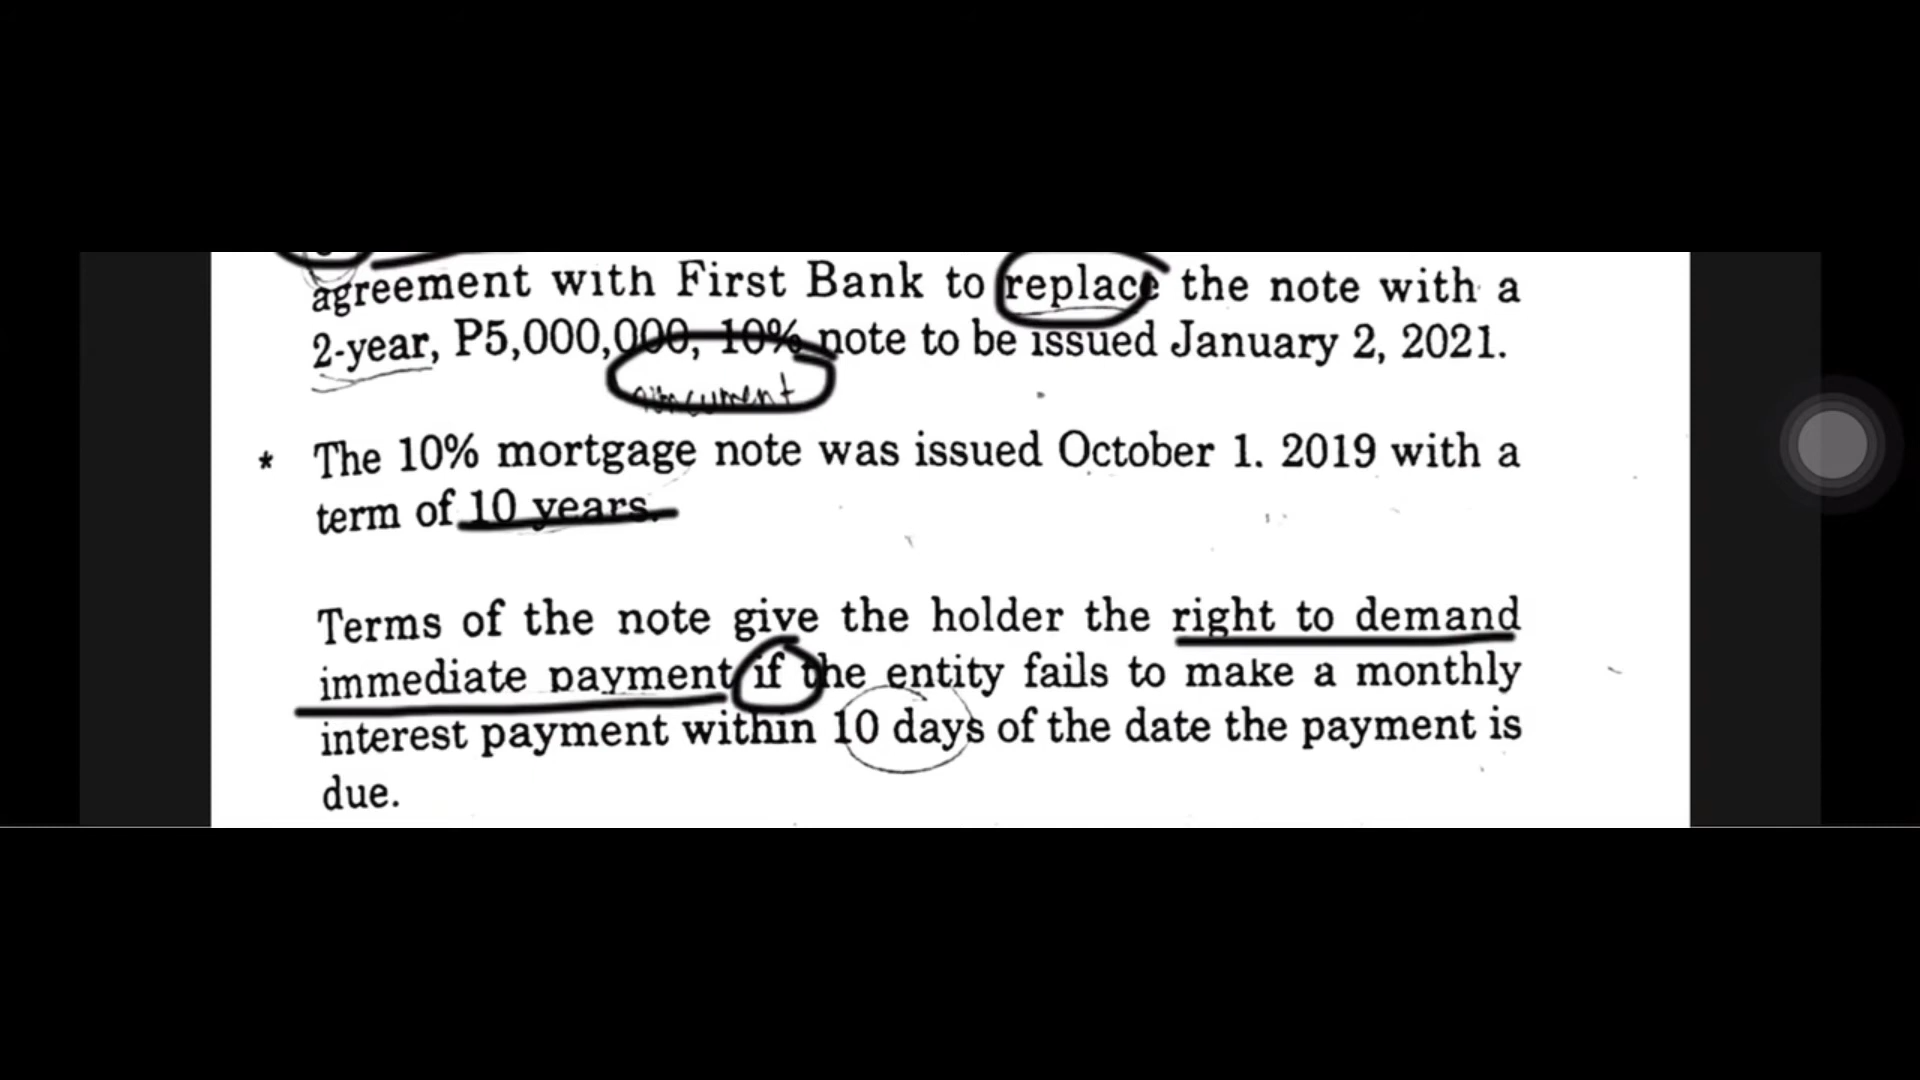 agreement with First Bank to replace the note with a
2-year, P5,000,000, 10% note to be issued January 2, 2021.
* The 10% mortgage note was issued October 1. 2019 with a
term of 10 years.
Terms of the note give the holder the right to demand
immediate payment if the entity fails to make a monthly
interest payment within 10 days of the date the payment is
due.